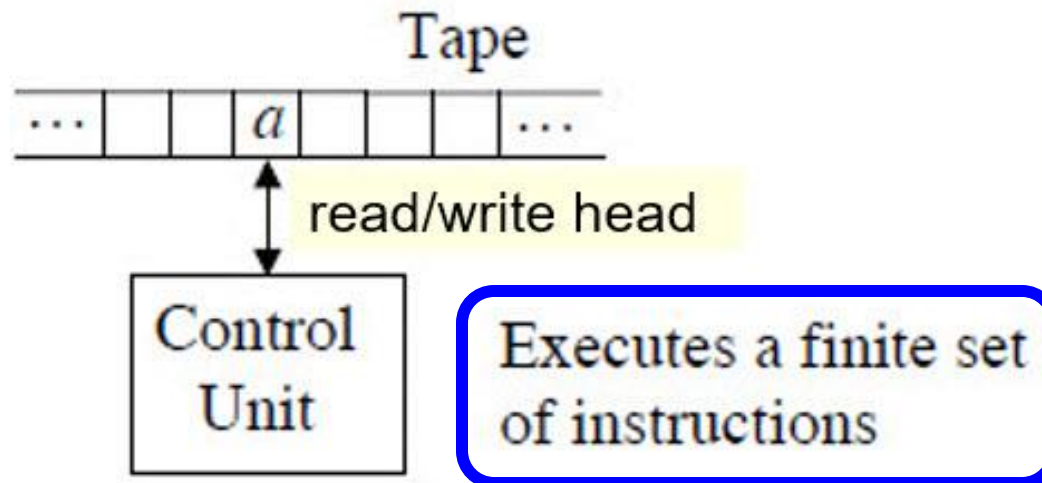 Tape
... a ...
read/write head
Control
Unit
Executes a finite set
of instructions